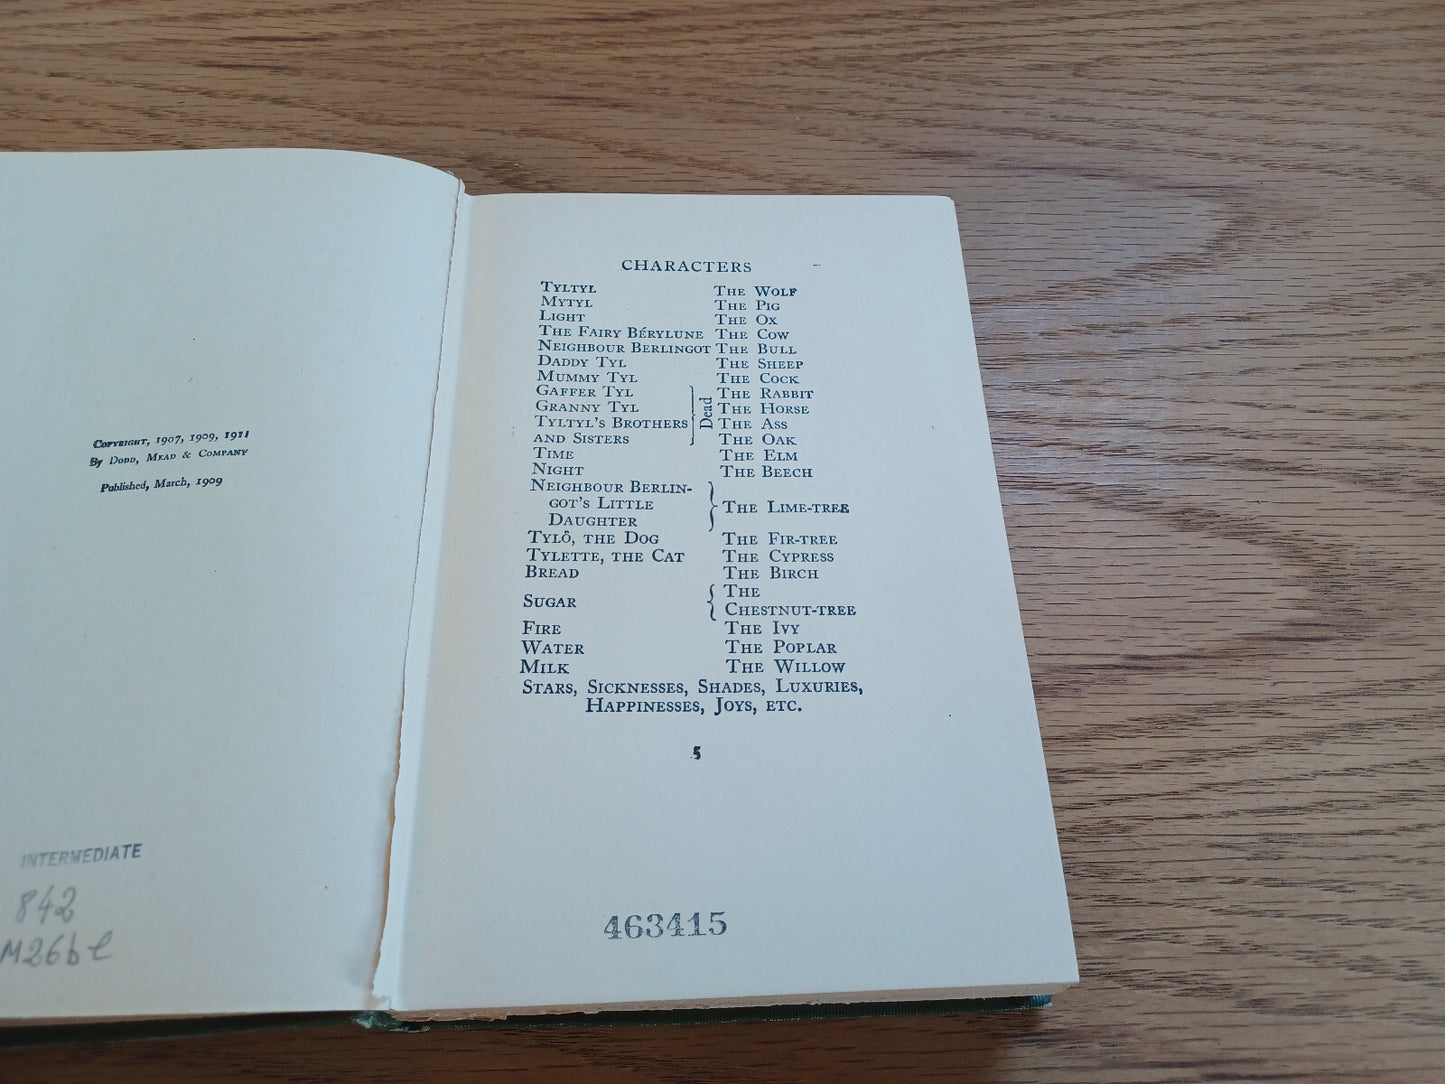 Copyright, 1907, 1909, 1911
By Dodd, Mead & Company
Published, March, 1909
INTERMEDIATE
842
M26bl
CHARACTERS
Tyltyl
Mytyl
Light
The Fairy Bérylune
Neighbour Berlingot
Daddy Tyl
Mummy Tyl
Gaffer Tyl
Granny Tyl
Tyltyl's Brothers
and Sisters
Dead
Time
Night
Neighbour Berlin-
got's Little
Daughter
Tylô, the Dog
Tylette, the Cat
Bread
Sugar
Fire
Water
Milk
The Wolf
The Pig
The Ox
The Cow
The Bull
The Sheep
The Cock
The Rabbit
The Horse
The Ass
The Oak
The Elm
The Beech
The Lime-tree
The Fir-tree
The Cypress
The Birch
The
Chestnut-tree
The Ivy
The Poplar
The Willow
Stars, Sicknesses, Shades, Luxuries,
Happinesses, Joys, etc.
5
463415